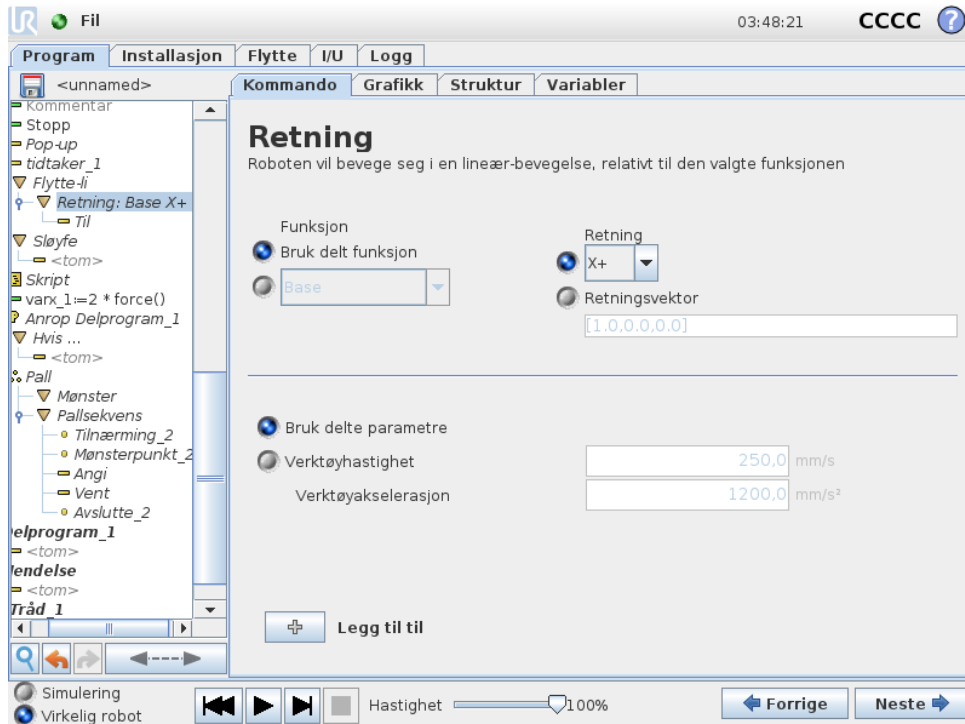 UR Fil 03:48:21 CCCC ?
Program Installasjon Flytte I/U Logg
<unnamed>
Kommando Grafikk Struktur Variabler
Kommentar
Stopp
Pop-up
tidtaker_1
Flytte-li
Retning: Base X+
Til
Sløyfe
<tom>
Skript
varx_1:=2 * force()
Anrop Delprogram_1
Hvis ...
<tom>
Pall
Mønster
Pallsekvens
Tilnærming_2
Mønsterpunkt_2
Angi
Vent
Avslutte_2
elprogram_1
<tom>
endelse
<tom>
Tråd_1
Retning
Roboten vil bevege seg i en lineær-bevegelse, relativt til den valgte funksjonen
Funksjon
Bruk delt funksjon
Base
Retning
X+
Retningsvektor
[1.0,0.0,0.0]
Bruk delte parametre
Verktøyhastighet 250,0 mm/s
Verktøyakselerasjon 1200,0 mm/s²
Legg til til
Simulering
Virkelig robot
Hastighet 100%
Forrige Neste